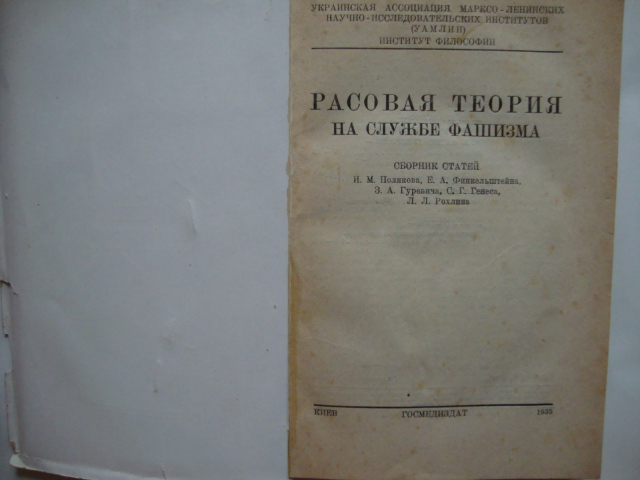 УКРАИНСКАЯ АССОЦИАЦИЯ МАРКСО-ЛЕНИНСКИХ
НАУЧНО-ИССЛЕДОВАТЕЛЬСКИХ ИНСТИТУТОВ
(УАМЛИН)
ИНСТИТУТ ФИЛОСОФИИ
РАСОВАЯ ТЕОРИЯ
НА СЛУЖБЕ ФАШИЗМА
СБОРНИК СТАТЕЙ
И. М. Полякова, Е. А. Финкельштейна,
З. А. Гуревича, С. Г. Генеса,
Л. Л. Рохлина
КИЕВ ГОСМЕДИЗДАТ 1935